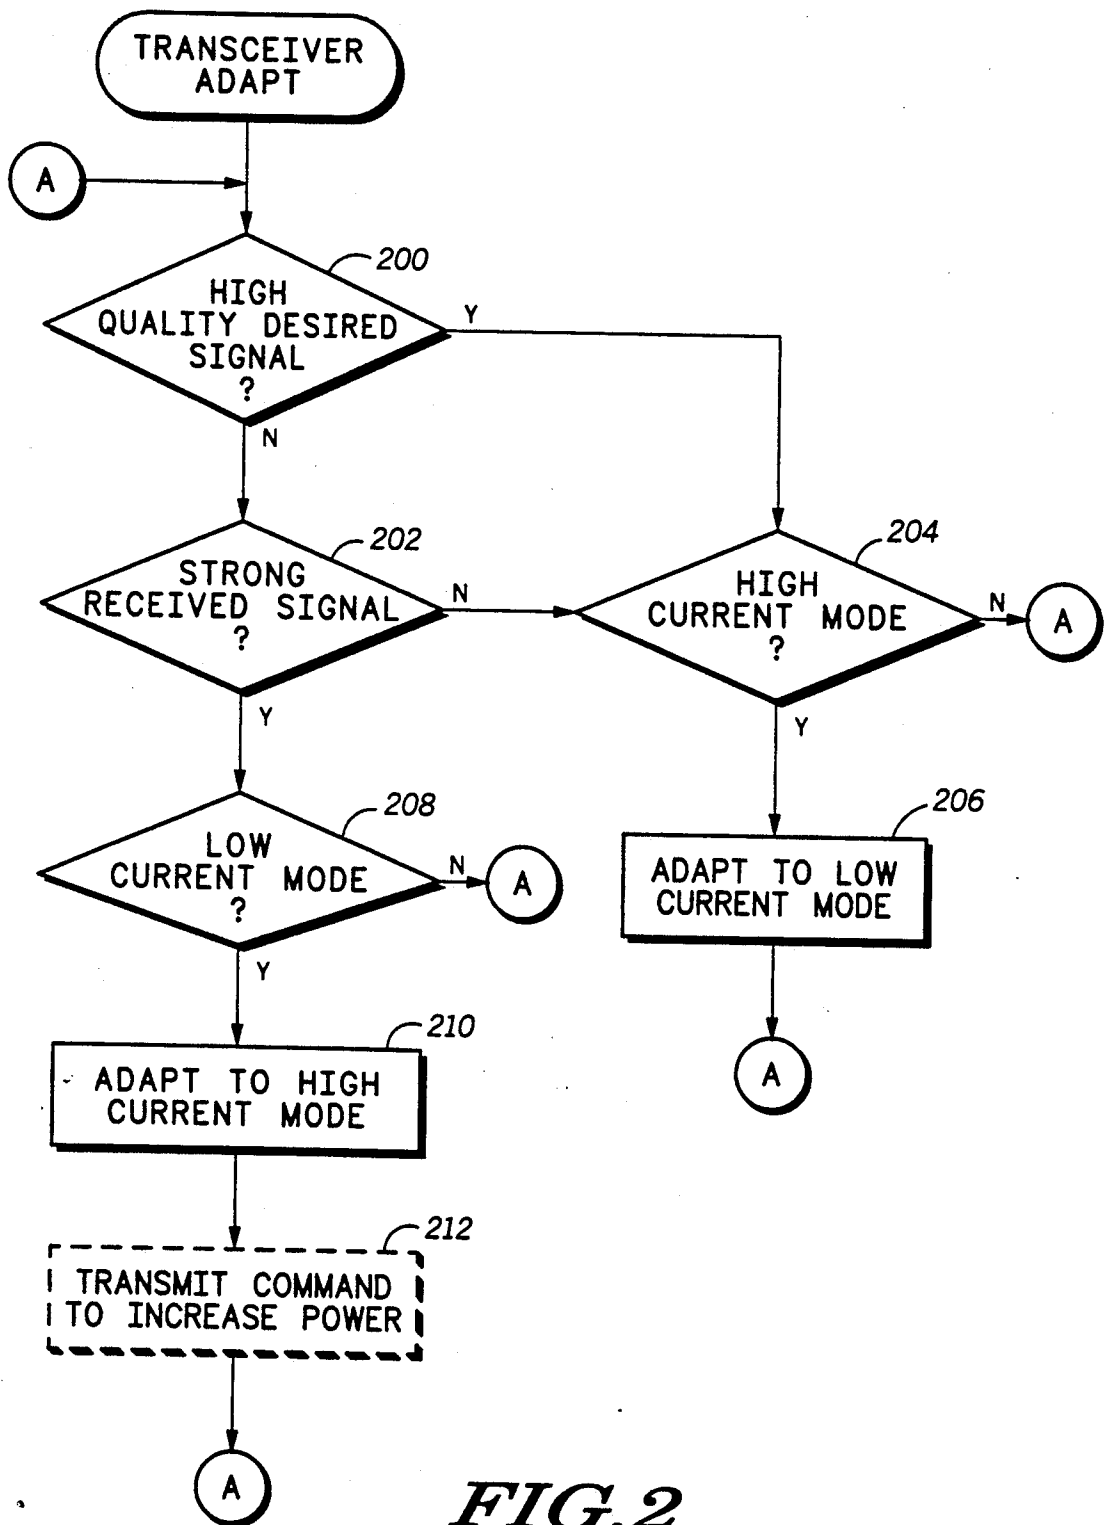 TRANSCEIVER
ADAPT
A
200
HIGH
QUALITY DESIRED
SIGNAL
?
Y
N
202
STRONG
RECEIVED SIGNAL
?
N
Y
204
HIGH
CURRENT MODE
?
N
A
Y
206
ADAPT TO LOW
CURRENT MODE
A
208
LOW
CURRENT MODE
?
N
A
Y
210
ADAPT TO HIGH
CURRENT MODE
212
TRANSMIT COMMAND
TO INCREASE POWER
A
FIG.2